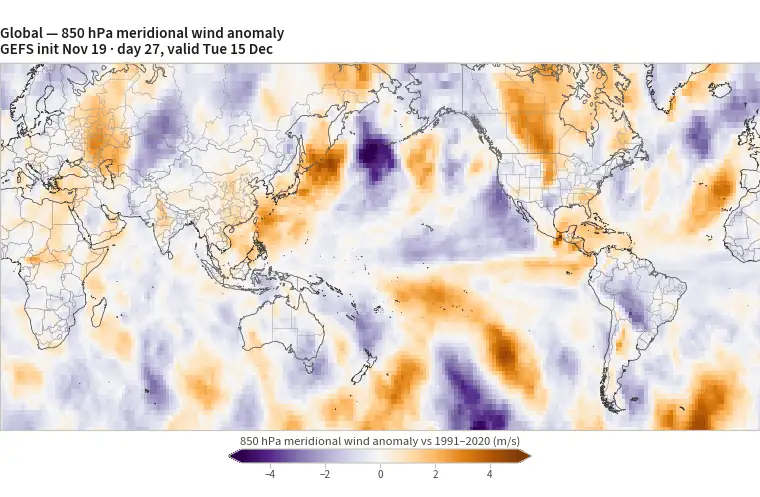 Global — 850 hPa meridional wind anomaly
GEFS init Nov 19 · day 27, valid Tue 15 Dec
850 hPa meridional wind anomaly vs 1991–2020 (m/s)
−4 −2 0 2 4